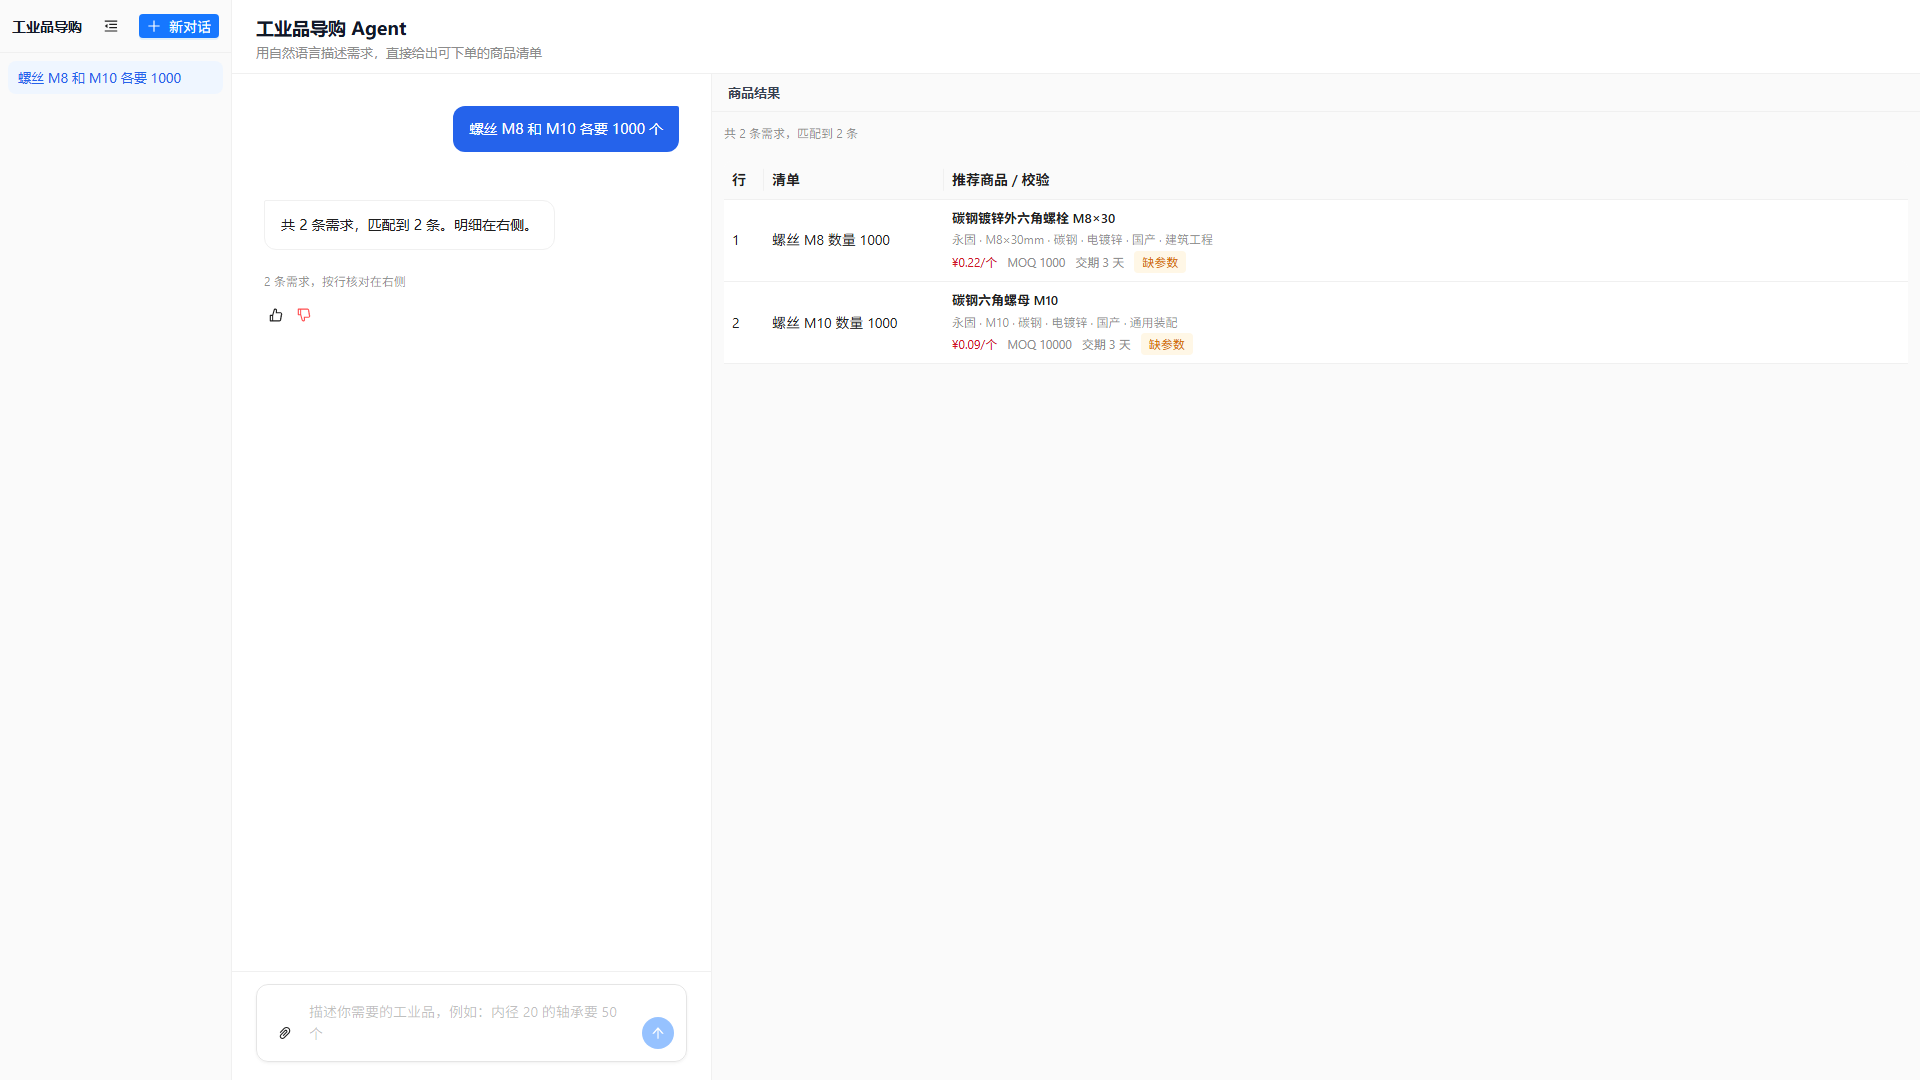 工业品导购
新对话
螺丝 M8 和 M10 各要 1000
工业品导购 Agent
用自然语言描述需求，直接给出可下单的商品清单
螺丝 M8 和 M10 各要 1000 个
共 2 条需求，匹配到 2 条。明细在右侧。
2 条需求，按行核对在右侧
描述你需要的工业品，例如：内径 20 的轴承要 50
个
商品结果
共 2 条需求，匹配到 2 条
行 清单 推荐商品 / 校验
1 螺丝 M8 数量 1000
碳钢镀锌外六角螺栓 M8×30
永固 · M8×30mm · 碳钢 · 电镀锌 · 国产 · 建筑工程
¥0.22/个 MOQ 1000 交期 3 天 缺参数
2 螺丝 M10 数量 1000
碳钢六角螺母 M10
永固 · M10 · 碳钢 · 电镀锌 · 国产 · 通用装配
¥0.09/个 MOQ 10000 交期 3 天 缺参数